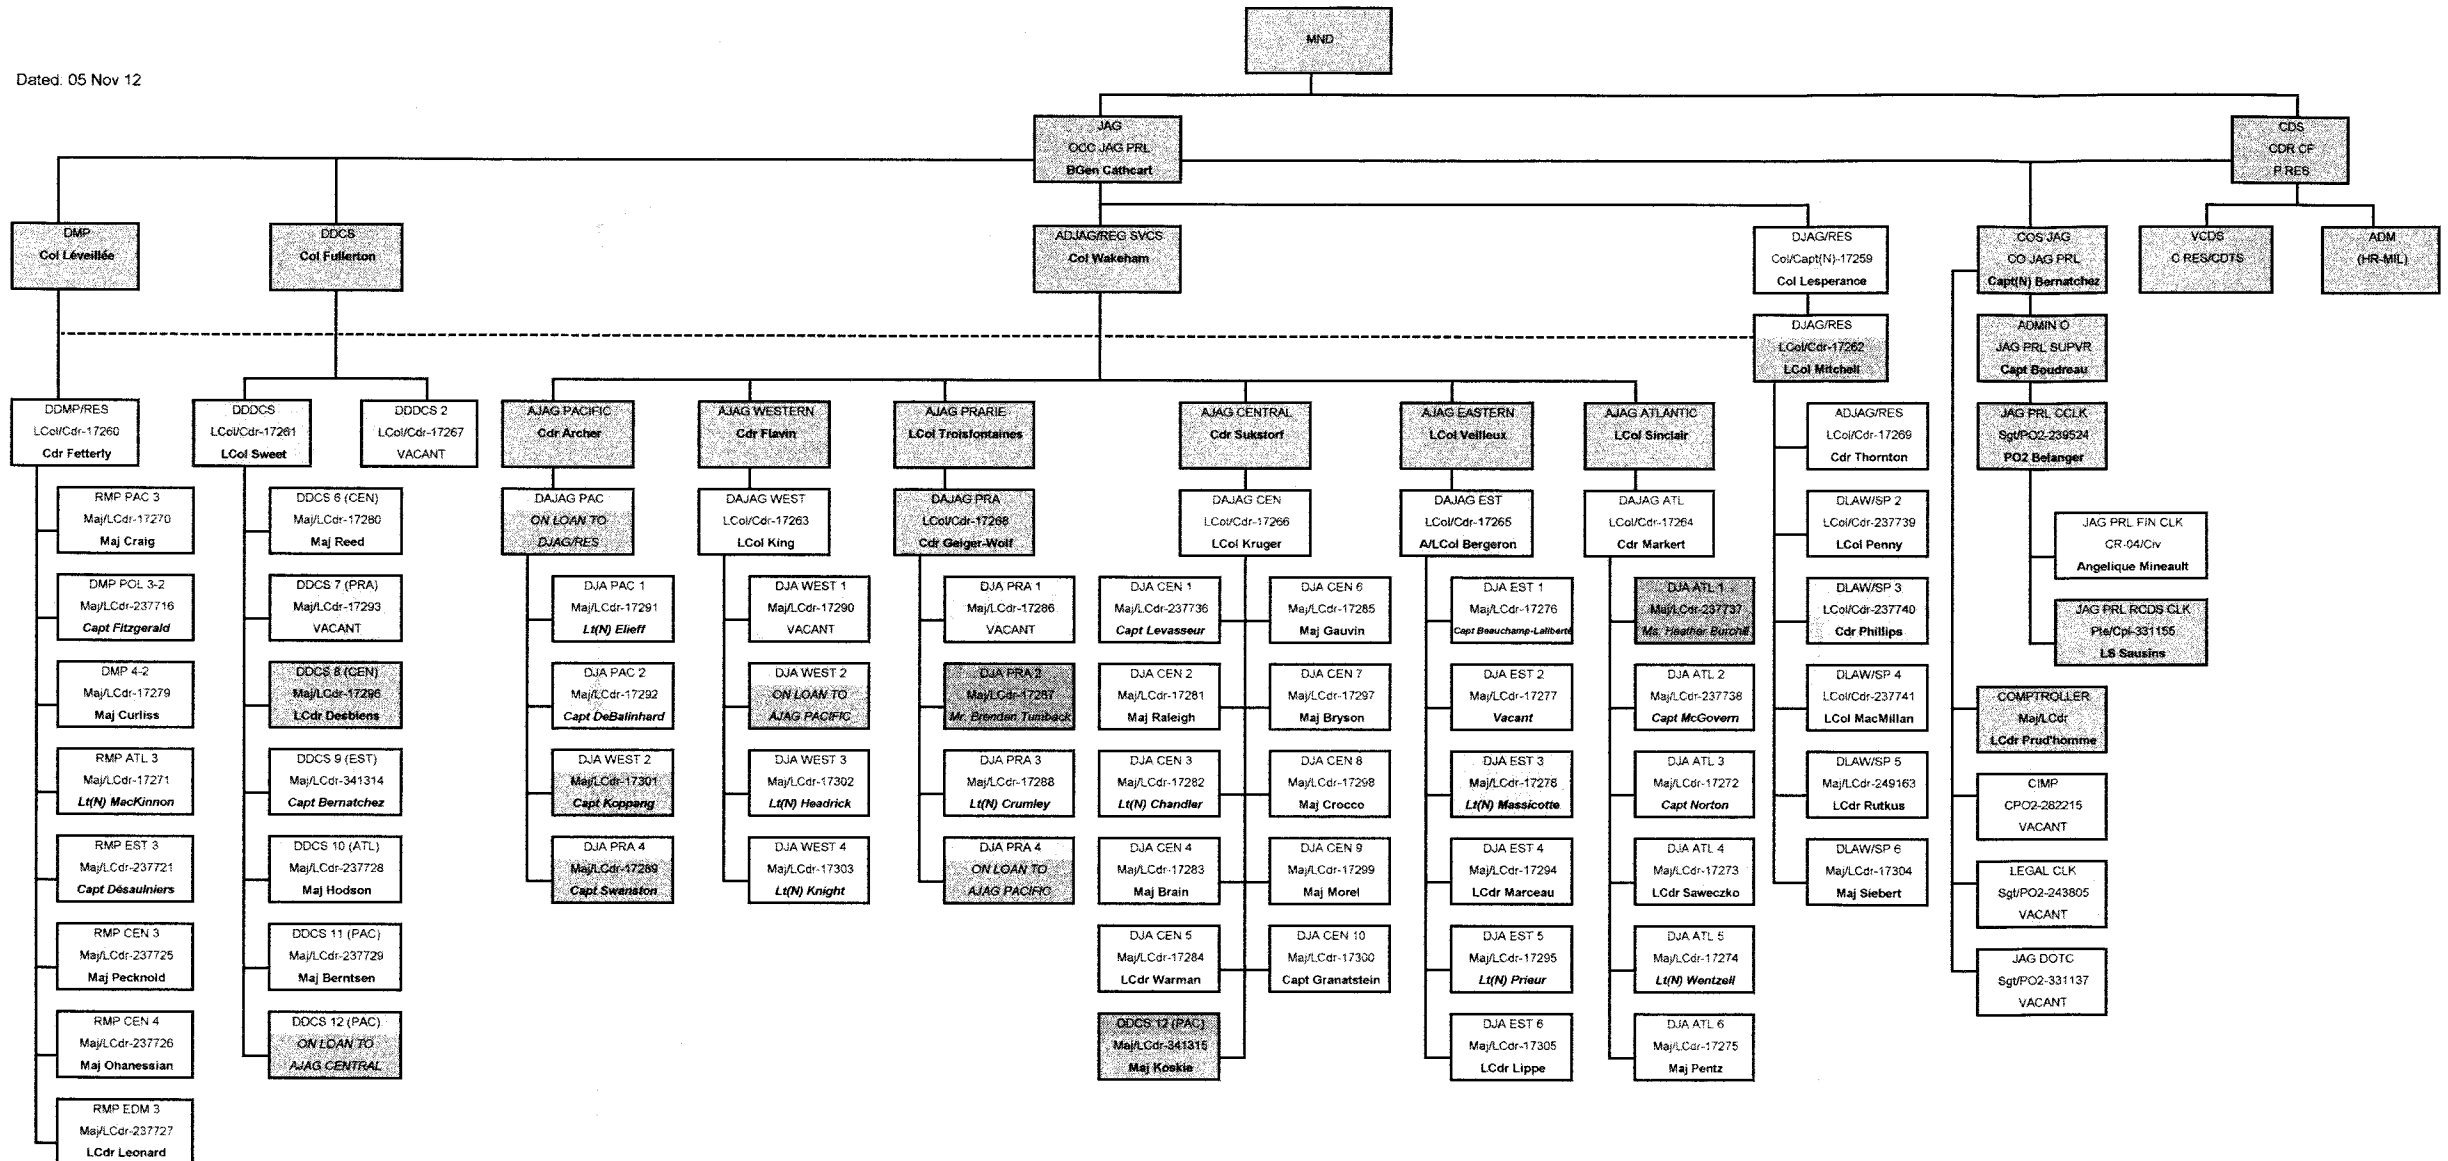 Dated: 05 Nov 12
MND
JAG
OCC JAG PRL
BGen Cathcart
CDS
CDR CF
P RES
DMP
Col Léveillée
DDCS
Col Fullerton
ADJAG/REG SVCS
Col Wakeham
DJAG/RES
Col/Capt(N)-17259
Col Lesperance
COS JAG
CO JAG PRL
Capt(N) Bernatchez
VCDS
C RES/CDTS
ADM
(HR-MIL)
DJAG/RES
LCol/Cdr-17262
LCol Mitchell
ADMIN O
JAG PRL SUPVR
Capt Boudreau
DDMP/RES
LCol/Cdr-17260
Cdr Fetterly
DDDCS
LCol/Cdr-17261
LCol Sweet
DDDCS 2
LCol/Cdr-17267
VACANT
AJAG PACIFIC
Cdr Archer
AJAG WESTERN
Cdr Flavin
AJAG PRARIE
LCol Troisfontaines
AJAG CENTRAL
Cdr Sukstorf
AJAG EASTERN
LCol Veilleux
AJAG ATLANTIC
LCol Sinclair
ADJAG/RES
LCol/Cdr-17269
Cdr Thornton
JAG PRL CCLK
Sgt/PO2-239524
PO2 Belanger
RMP PAC 3
Maj/LCdr-17270
Maj Craig
DDCS 6 (CEN)
Maj/LCdr-17280
Maj Reed
DAJAG PAC
ON LOAN TO
DJAG/RES
DAJAG WEST
LCol/Cdr-17263
LCol King
DAJAG PRA
LCol/Cdr-17268
Cdr Geiger-Wolf
DAJAG CEN
LCol/Cdr-17266
LCol Kruger
DAJAG EST
LCol/Cdr-17265
A/LCol Bergeron
DAJAG ATL
LCol/Cdr-17264
Cdr Markert
DLAW/SP 2
LCol/Cdr-237739
LCol Penny
JAG PRL FIN CLK
CR-04/Civ
Angelique Mineault
DMP POL 3-2
Maj/LCdr-237716
Capt Fitzgerald
DDCS 7 (PRA)
Maj/LCdr-17293
VACANT
DJA PAC 1
Maj/LCdr-17291
Lt(N) Elieff
DJA WEST 1
Maj/LCdr-17290
VACANT
DJA PRA 1
Maj/LCdr-17286
VACANT
DJA CEN 1
Maj/LCdr-237736
Capt Levasseur
DJA CEN 6
Maj/LCdr-17285
Maj Gauvin
DJA EST 1
Maj/LCdr-17276
Capt Beauchamp-Laliberté
DJA ATL 1
Maj/LCdr-237737
Ms. Heather Burchill
DLAW/SP 3
LCol/Cdr-237740
Cdr Phillips
JAG PRL RCDS CLK
Pte/Cpl-331155
LS Sausins
DMP 4-2
Maj/LCdr-17279
Maj Curliss
DDCS 8 (CEN)
Maj/LCdr-17296
LCdr Desbiens
DJA PAC 2
Maj/LCdr-17292
Capt DeBalinhard
DJA WEST 2
ON LOAN TO
AJAG PACIFIC
DJA PRA 2
Maj/LCdr-17287
Mr. Brendan Turnback
DJA CEN 2
Maj/LCdr-17281
Maj Raleigh
DJA CEN 7
Maj/LCdr-17297
Maj Bryson
DJA EST 2
Maj/LCdr-17277
Vacant
DJA ATL 2
Maj/LCdr-237738
Capt McGovern
DLAW/SP 4
LCol/Cdr-237741
LCol MacMillan
COMPTROLLER
Maj/LCdr
LCdr Prud'homme
RMP ATL 3
Maj/LCdr-17271
Lt(N) MacKinnon
DDCS 9 (EST)
Maj/LCdr-341314
Capt Bernatchez
DJA WEST 2
Maj/LCdr-17301
Capt Koppang
DJA WEST 3
Maj/LCdr-17302
Lt(N) Headrick
DJA PRA 3
Maj/LCdr-17288
Lt(N) Crumley
DJA CEN 3
Maj/LCdr-17282
Lt(N) Chandler
DJA CEN 8
Maj/LCdr-17298
Maj Crocco
DJA EST 3
Maj/LCdr-17278
Lt(N) Massicotte
DJA ATL 3
Maj/LCdr-17272
Capt Norton
DLAW/SP 5
Maj/LCdr-249163
LCdr Rutkus
CIMP
CPO2-282215
VACANT
RMP EST 3
Maj/LCdr-237721
Capt Désaulniers
DDCS 10 (ATL)
Maj/LCdr-237728
Maj Hodson
DJA PRA 4
Maj/LCdr-17289
Capt Swanston
DJA WEST 4
Maj/LCdr-17303
Lt(N) Knight
DJA PRA 4
ON LOAN TO
AJAG PACIFIC
DJA CEN 4
Maj/LCdr-17283
Maj Brain
DJA CEN 9
Maj/LCdr-17299
Maj Morel
DJA EST 4
Maj/LCdr-17294
LCdr Marceau
DJA ATL 4
Maj/LCdr-17273
LCdr Saweczko
DLAW/SP 6
Maj/LCdr-17304
Maj Siebert
LEGAL CLK
Sgt/PO2-243805
VACANT
RMP CEN 3
Maj/LCdr-237725
Maj Pecknold
DDCS 11 (PAC)
Maj/LCdr-237729
Maj Berntsen
DJA CEN 5
Maj/LCdr-17284
LCdr Warman
DJA CEN 10
Maj/LCdr-17300
Capt Granatstein
DJA EST 5
Maj/LCdr-17295
Lt(N) Prieur
DJA ATL 5
Maj/LCdr-17274
Lt(N) Wentzell
JAG DOTC
Sgt/PO2-331137
VACANT
RMP CEN 4
Maj/LCdr-237726
Maj Ohanessian
DDCS 12 (PAC)
ON LOAN TO
AJAG CENTRAL
DDCS 12 (PAC)
Maj/LCdr-341315
Maj Koskie
DJA EST 6
Maj/LCdr-17305
LCdr Lippe
DJA ATL 6
Maj/LCdr-17275
Maj Pentz
RMP EDM 3
Maj/LCdr-237727
LCdr Leonard